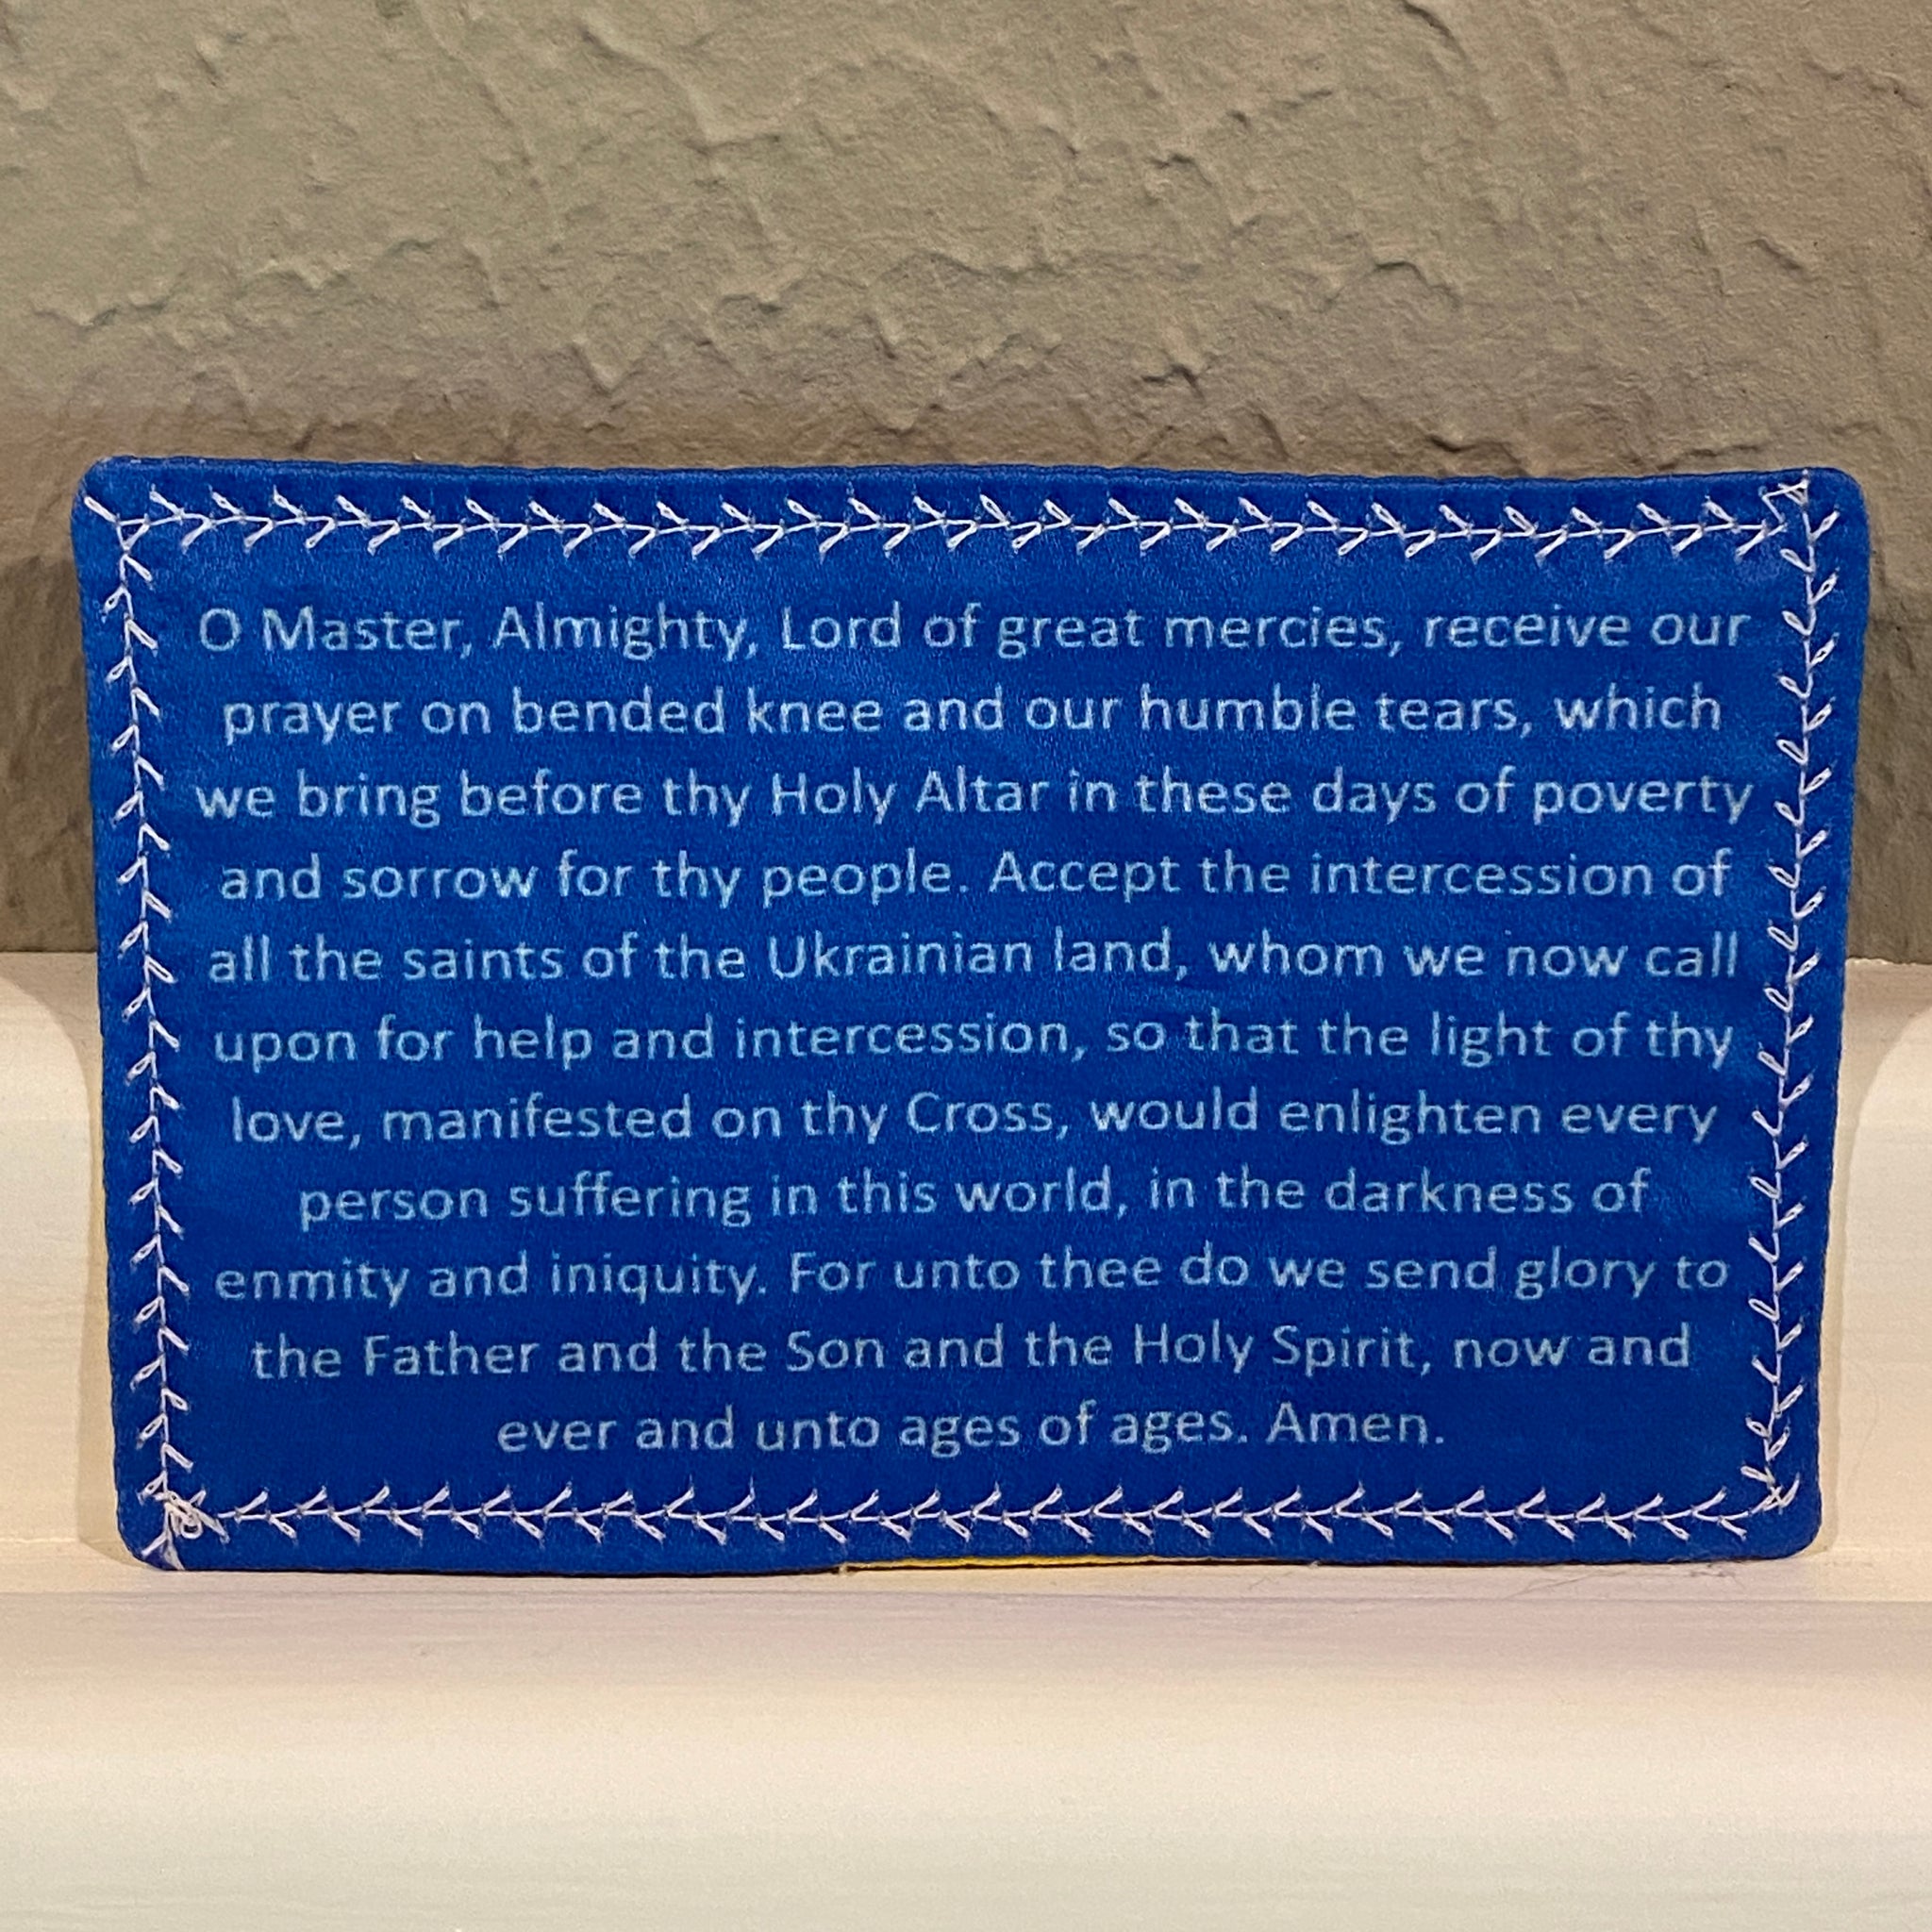 O Master, Almighty, Lord of great mercies, receive our
prayer on bended knee and our humble tears, which
we bring before thy Holy Altar in these days of poverty
and sorrow for thy people. Accept the intercession of
all the saints of the Ukrainian land, whom we now call
upon for help and intercession, so that the light of thy
love, manifested on thy Cross, would enlighten every
person suffering in this world, in the darkness of
enmity and iniquity. For unto thee do we send glory to
the Father and the Son and the Holy Spirit, now and
ever and unto ages of ages. Amen.